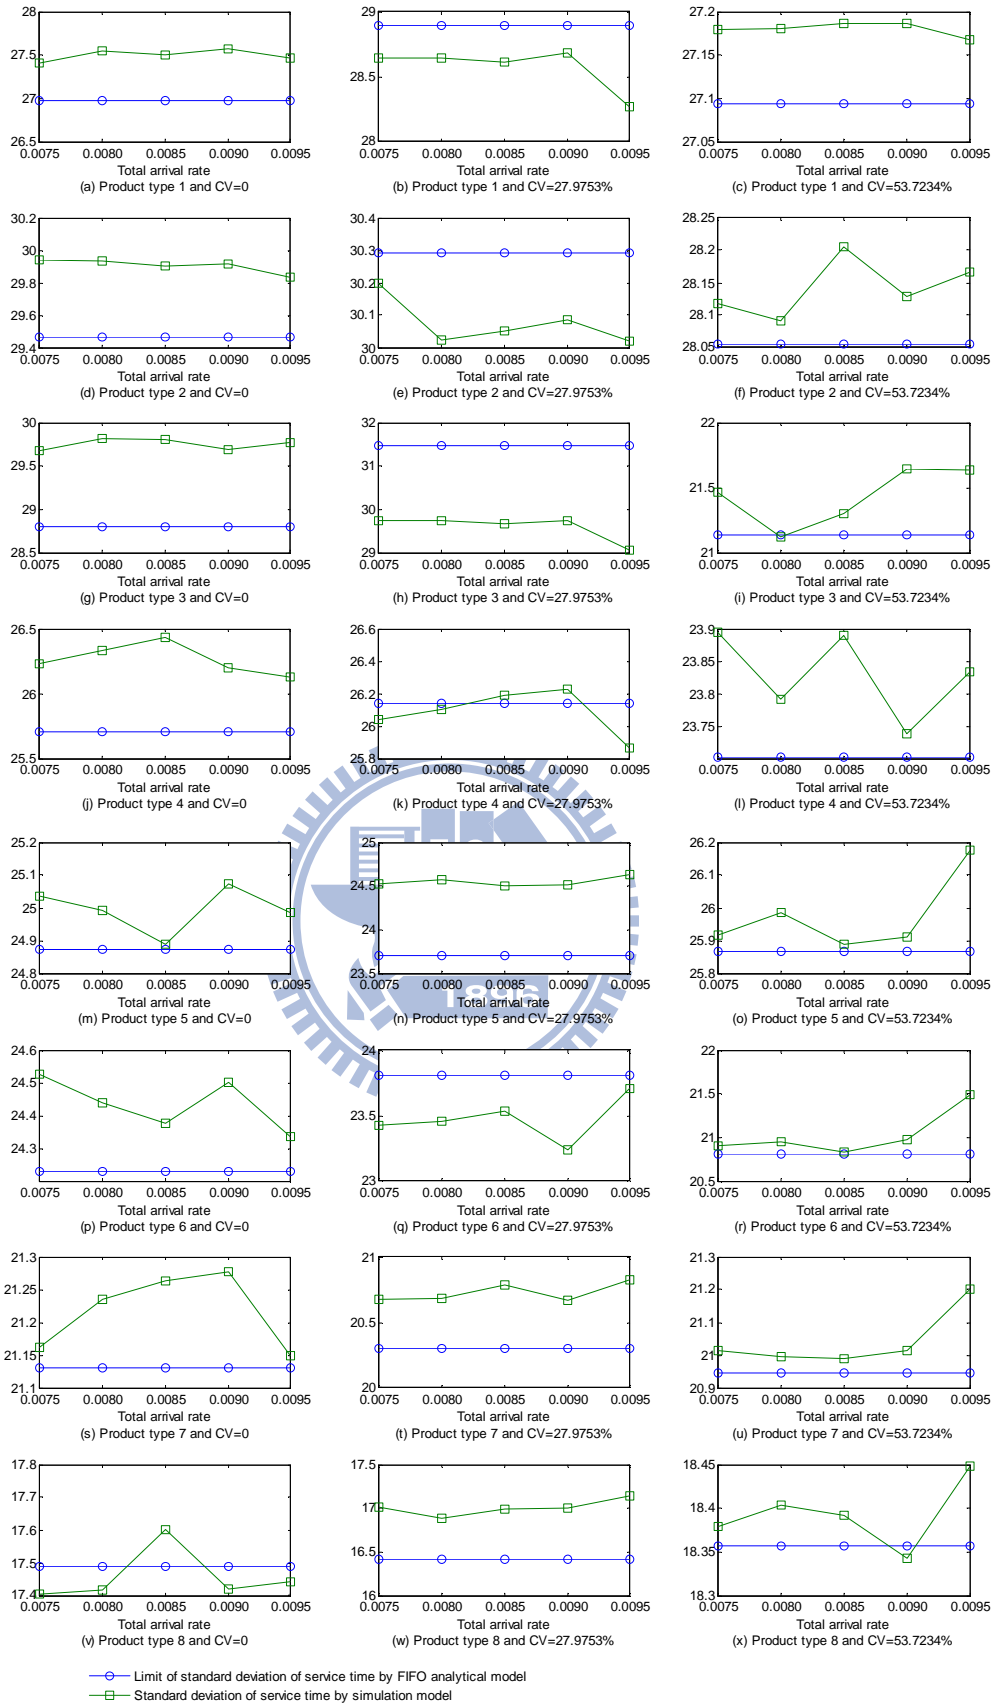 28
27.5
27
26.5
0.0075 0.0080 0.0085 0.0090 0.0095
Total arrival rate
(a) Product type 1 and CV=0
29
28.5
28
0.0075 0.0080 0.0085 0.0090 0.0095
Total arrival rate
(b) Product type 1 and CV=27.9753%
27.2
27.15
27.1
27.05
0.0075 0.0080 0.0085 0.0090 0.0095
Total arrival rate
(c) Product type 1 and CV=53.7234%
30.2
30
29.8
29.6
29.4
0.0075 0.0080 0.0085 0.0090 0.0095
Total arrival rate
(d) Product type 2 and CV=0
30.4
30.3
30.2
30.1
30
0.0075 0.0080 0.0085 0.0090 0.0095
Total arrival rate
(e) Product type 2 and CV=27.9753%
28.25
28.2
28.15
28.1
28.05
0.0075 0.0080 0.0085 0.0090 0.0095
Total arrival rate
(f) Product type 2 and CV=53.7234%
30
29.5
29
28.5
0.0075 0.0080 0.0085 0.0090 0.0095
Total arrival rate
(g) Product type 3 and CV=0
32
31
30
29
0.0075 0.0080 0.0085 0.0090 0.0095
Total arrival rate
(h) Product type 3 and CV=27.9753%
22
21.5
21
0.0075 0.0080 0.0085 0.0090 0.0095
Total arrival rate
(i) Product type 3 and CV=53.7234%
26.5
26
25.5
0.0075 0.0080 0.0085 0.0090 0.0095
Total arrival rate
(j) Product type 4 and CV=0
26.6
26.4
26.2
26
25.8
0.0075 0.0080 0.0085 0.0090 0.0095
Total arrival rate
(k) Product type 4 and CV=27.9753%
23.9
23.85
23.8
23.75
0.0075 0.0080 0.0085 0.0090 0.0095
Total arrival rate
(l) Product type 4 and CV=53.7234%
25.2
25.1
25
24.9
24.8
0.0075 0.0080 0.0085 0.0090 0.0095
Total arrival rate
(m) Product type 5 and CV=0
25
24.5
24
23.5
0.0075 0.0080 0.0085 0.0090 0.0095
Total arrival rate
1896
(n) Product type 5 and CV=27.9753%
26.2
26.1
26
25.9
25.8
0.0075 0.0080 0.0085 0.0090 0.0095
Total arrival rate
(o) Product type 5 and CV=53.7234%
24.6
24.5
24.4
24.3
0.0075 0.0080 0.0085 0.0090 0.0095
Total arrival rate
(p) Product type 6 and CV=0
24
23.5
23
0.0075 0.0080 0.0085 0.0090 0.0095
Total arrival rate
(q) Product type 6 and CV=27.9753%
22
21.5
21
20.5
0.0075 0.0080 0.0085 0.0090 0.0095
Total arrival rate
(r) Product type 6 and CV=53.7234%
21.3
21.25
21.2
21.15
21.1
0.0075 0.0080 0.0085 0.0090 0.0095
Total arrival rate
(s) Product type 7 and CV=0
21
20.5
20
0.0075 0.0080 0.0085 0.0090 0.0095
Total arrival rate
(t) Product type 7 and CV=27.9753%
21.3
21.2
21.1
21
20.9
0.0075 0.0080 0.0085 0.0090 0.0095
Total arrival rate
(u) Product type 7 and CV=53.7234%
17.8
17.7
17.6
17.5
17.4
0.0075 0.0080 0.0085 0.0090 0.0095
Total arrival rate
(v) Product type 8 and CV=0
17.5
17
16.5
16
0.0075 0.0080 0.0085 0.0090 0.0095
Total arrival rate
(w) Product type 8 and CV=27.9753%
18.45
18.4
18.35
18.3
0.0075 0.0080 0.0085 0.0090 0.0095
Total arrival rate
(x) Product type 8 and CV=53.7234%
Limit of standard deviation of service time by FIFO analytical model
Standard deviation of service time by simulation model